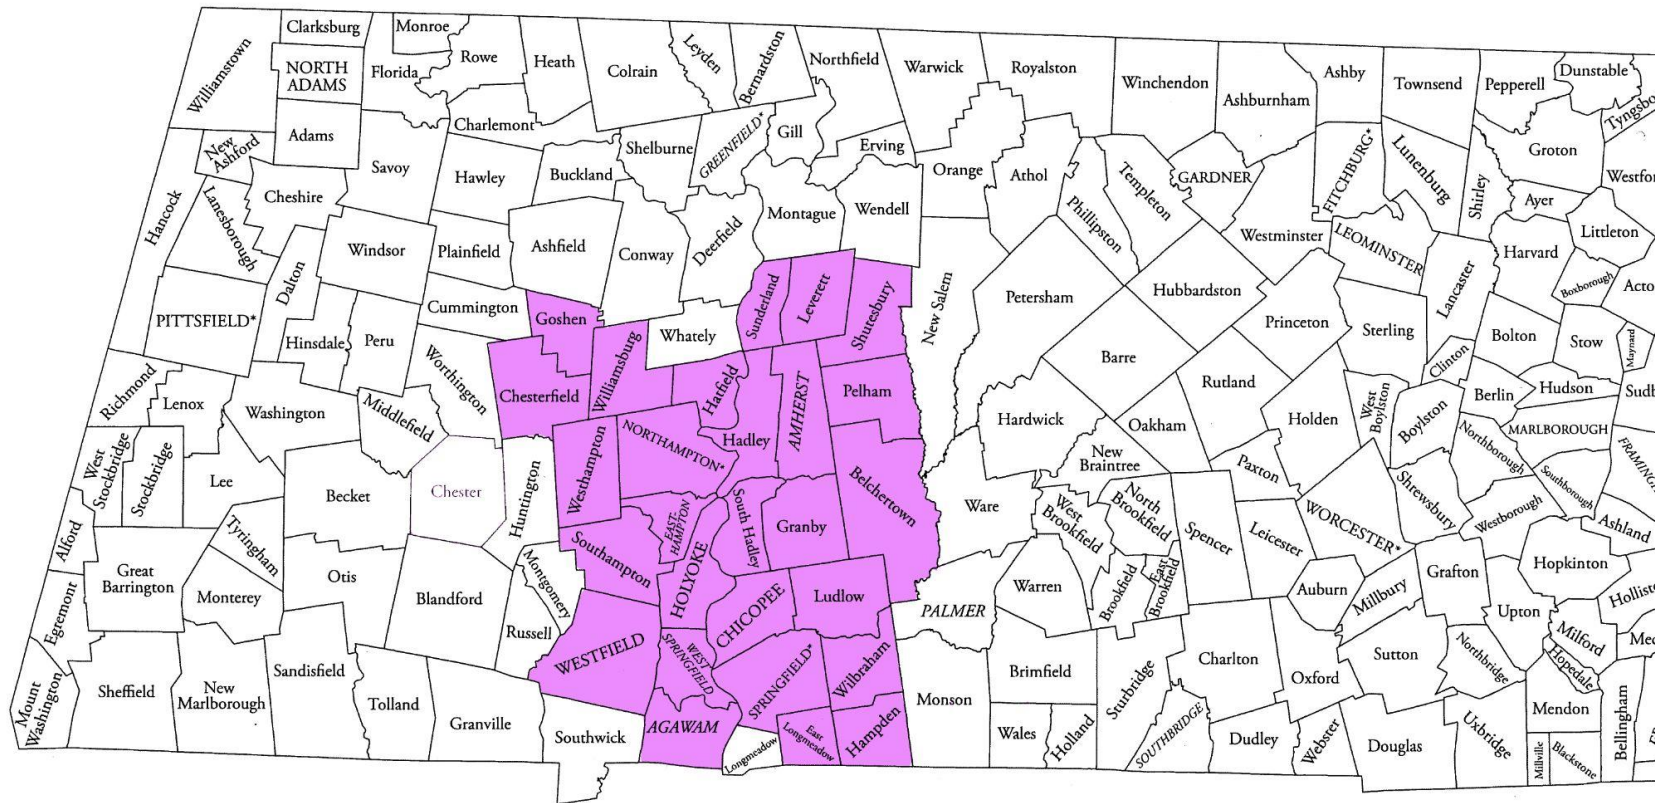 Clarksburg
Monroe
Williamstown
NORTH
ADAMS
Florida
Rowe
Heath
Colrain
Leyden
Bernardston
Northfield
Warwick
Royalston
Winchendon
Ashburnham
Ashby
Townsend
Pepperell
Dunstable
Tyngsbo
New
Ashford
Adams
Savoy
Charlemont
Hawley
Buckland
Shelburne
GREENFIELD*
Gill
Erving
Orange
Athol
Phillipston
Templeton
GARDNER
Westminster
FITCHBURG*
Lunenburg
Shirley
Groton
Ayer
Westfor
Littleton
Hancock
Lanesborough
Cheshire
Windsor
Plainfield
Ashfield
Conway
Deerfield
Montague
Wendell
New Salem
Petersham
Hubbardston
Princeton
LEOMINSTER
Lancaster
Harvard
Boxborough
Acto
PITTSFIELD*
Dalton
Hinsdale
Peru
Cummington
Goshen
Whately
Sunderland
Leverett
Shutesbury
Barre
Sterling
Clinton
Bolton
Stow
Maynard
Richmond
Lenox
Washington
Middlefield
Worthington
Chesterfield
Williamsburg
Hatfield
AMHERST
Pelham
Hardwick
Oakham
Rutland
Holden
West
Boylston
Boylston
Berlin
Hudson
Sudb
MARLBOROUGH
West
Stockbridge
Stockbridge
Lee
Becket
Chester
Huntington
Westhampton
NORTHAMPTON*
Hadley
Belchertown
Ware
New
Braintree
West
Brookfield
North
Brookfield
Spencer
Paxton
Leicester
WORCESTER*
Shrewsbury
Northborough
Southborough
Westborough
FRAMING
Ashland
Alford
Great
Barrington
Tyringham
Monterey
Otis
Blandford
Montgomery
Russell
Southampton
EAST-
HAMPTON
HOLYOKE
South Hadley
Granby
Ludlow
CHICOPEE
PALMER
Warren
Brookfield
East
Brookfield
Auburn
Millbury
Grafton
Hopkinton
Upton
Hollisto
Milford
Hopedale
Med
Egremont
Mount
Washington
Sheffield
New
Marlborough
Sandisfield
Tolland
Granville
WESTFIELD
Southwick
WEST
SPRINGFIELD
AGAWAM
SPRINGFIELD*
Longmeadow
East
Longmeadow
Wilbraham
Hampden
Monson
Brimfield
Wales
Holland
Sturbridge
SOUTHBRIDGE
Charlton
Dudley
Oxford
Webster
Sutton
Douglas
Northbridge
Uxbridge
Mendon
Millville
Blackstone
Bellingham